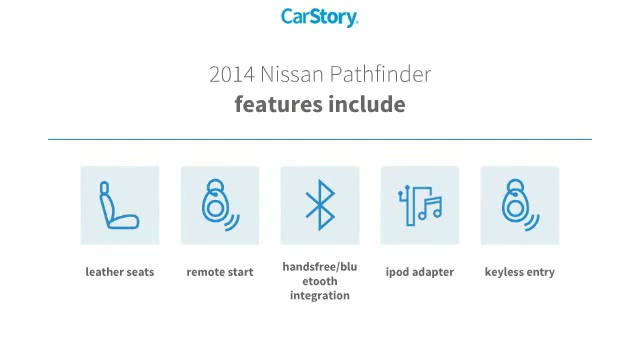 CarStory.
2014 Nissan Pathfinder
features include
leather seats
remote start
handsfree/blu
etooth
integration
ipod adapter
keyless entry